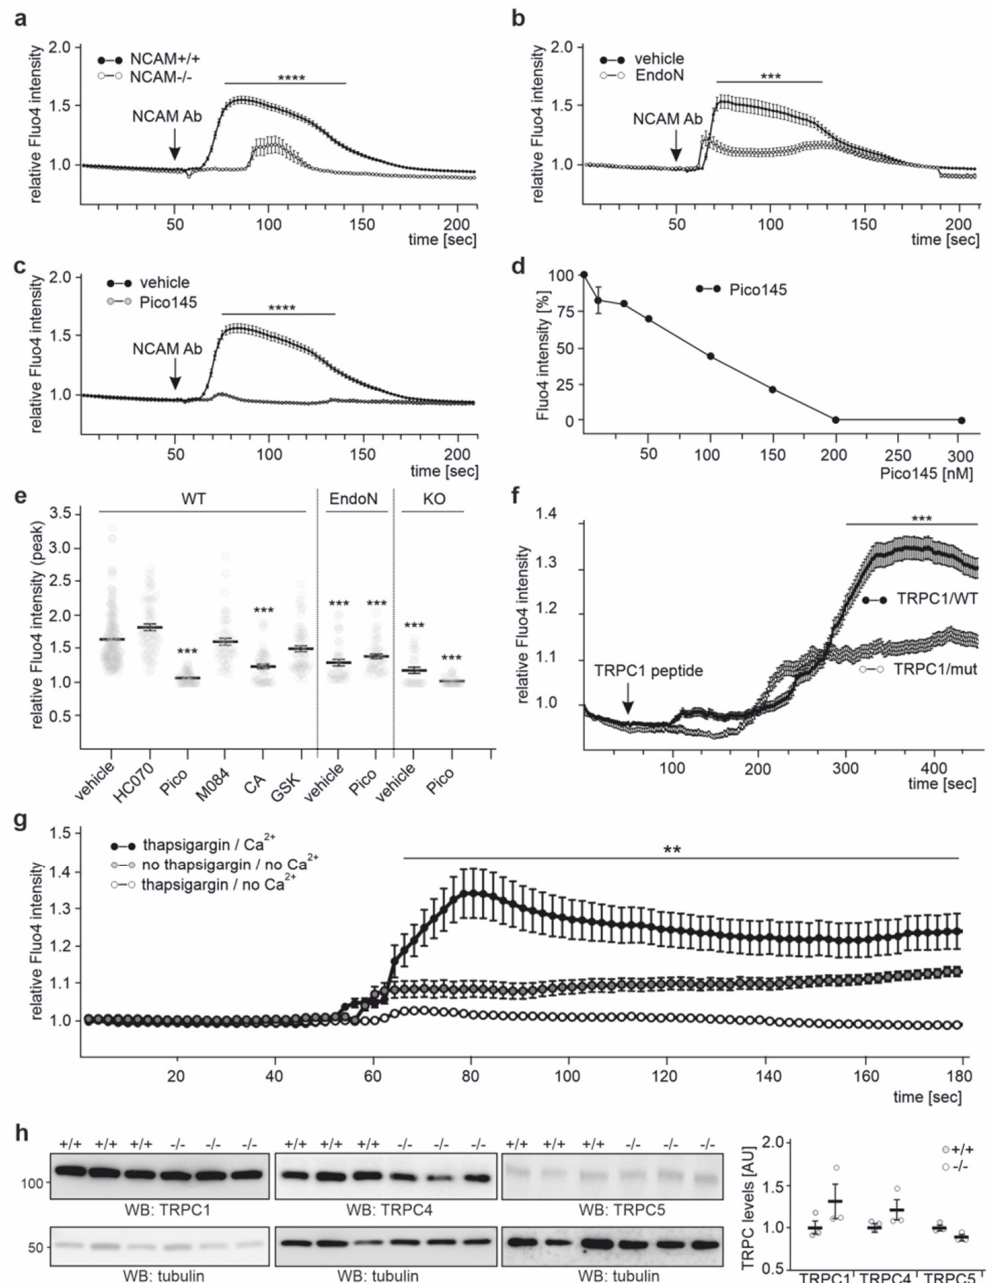 a
relative Fluo4 intensity
2.0
1.5
1.0
NCAM+/+
NCAM-/-
NCAM Ab
****
50 100 150 200
time [sec]
b
relative Fluo4 intensity
2.0
1.5
1.0
vehicle
EndoN
NCAM Ab
***
50 100 150 200
time [sec]
c
relative Fluo4 intensity
2.0
1.5
1.0
vehicle
Pico145
NCAM Ab
****
50 100 150 200
time [sec]
d
Fluo4 intensity [%]
100
75
50
25
0
Pico145
50 100 150 200 250 300
Pico145 [nM]
e
relative Fluo4 intensity (peak)
WT EndoN KO
3.5
3.0
2.5
2.0
1.5
1.0
0.5
*** *** *** *** *** ***
vehicle HC070 Pico M084 CA GSK vehicle Pico vehicle Pico
f
relative Fluo4 intensity
1.4
1.3
1.2
1.1
1.0
***
TRPC1/WT
TRPC1/mut
TRPC1 peptide
100 200 300 400
time [sec]
g
relative Fluo4 intensity
1.5
1.4
1.3
1.2
1.1
1.0
thapsigargin / Ca2+
no thapsigargin / no Ca2+
thapsigargin / no Ca2+
**
20 40 60 80 100 120 140 160 180
time [sec]
h
+/+ +/+ +/+ -/- -/- -/-
100
WB: TRPC1
50
WB: tubulin
+/+ +/+ +/+ -/- -/- -/-
WB: TRPC4
WB: tubulin
+/+ +/+ +/+ -/- -/- -/-
WB: TRPC5
WB: tubulin
TRPC levels [AU]
2.0
1.5
1.0
0.5
+/+
-/-
TRPC1 TRPC4 TRPC5